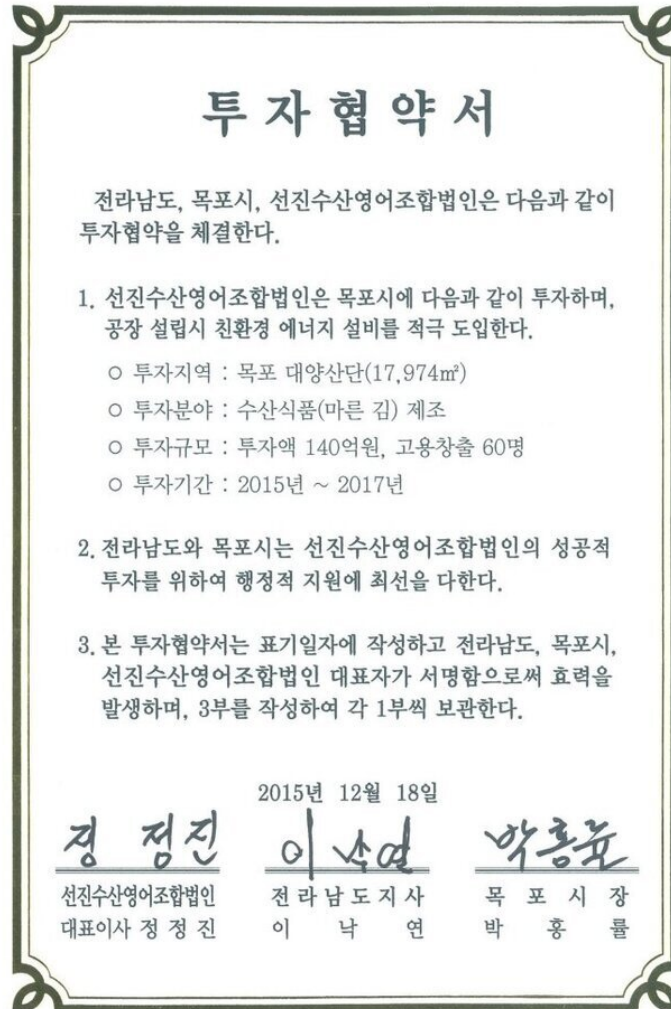 투자협약서
전라남도, 목포시, 선진수산영어조합법인은 다음과 같이
투자협약을 체결한다.
1. 선진수산영어조합법인은 목포시에 다음과 같이 투자하며,
공장 설립시 친환경 에너지 설비를 적극 도입한다.
○ 투자지역 : 목포 대양산단(17,974㎡)
○ 투자분야 : 수산식품(마른 김) 제조
○ 투자규모 : 투자액 140억원, 고용창출 60명
○ 투자기간 : 2015년 ~ 2017년
2. 전라남도와 목포시는 선진수산영어조합법인의 성공적
투자를 위하여 행정적 지원에 최선을 다한다.
3. 본 투자협약서는 표기일자에 작성하고 전라남도, 목포시,
선진수산영어조합법인 대표자가 서명함으로써 효력을
발생하며, 3부를 작성하여 각 1부씩 보관한다.
2015년 12월 18일
정 정진 이낙연 박홍률
선진수산영어조합법인 전라남도지사 목포시장
대표이사 정정진 이낙연 박홍률